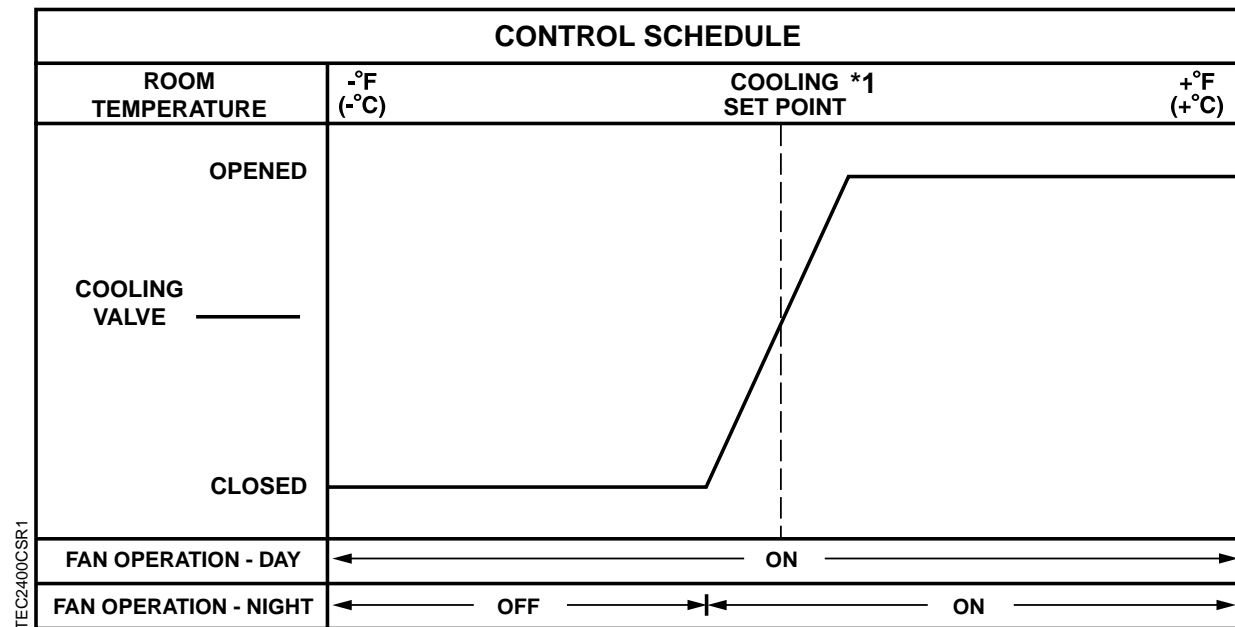 CONTROL SCHEDULE
ROOM
TEMPERATURE
-°F
(-°C)
COOLING *1
SET POINT
+°F
(+°C)
OPENED
COOLING
VALVE
CLOSED
FAN OPERATION - DAY
ON
FAN OPERATION - NIGHT
OFF
ON
TEC2400CSR1